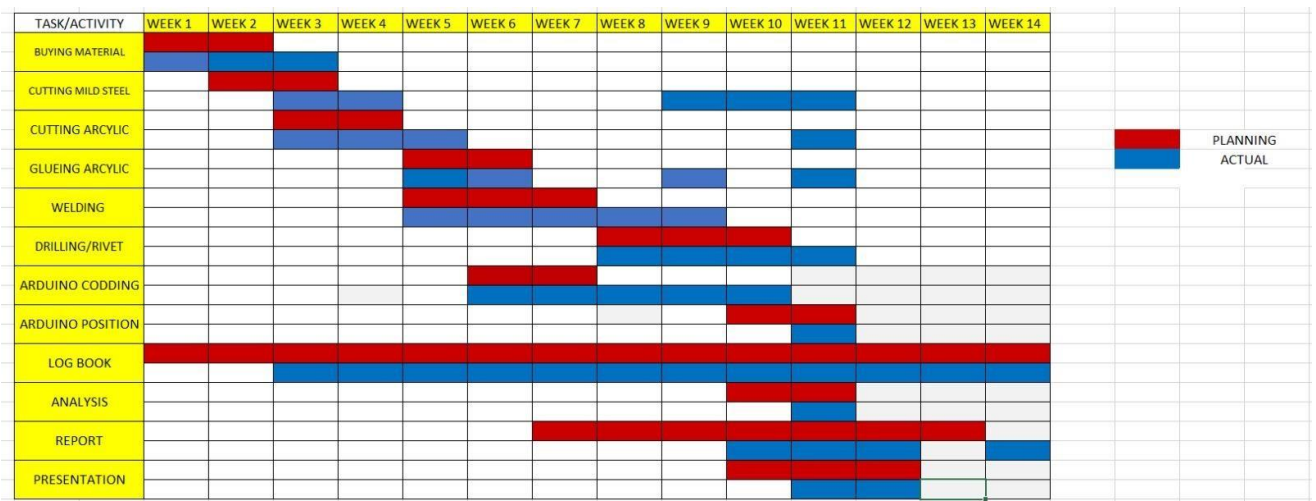 TASK/ACTIVITY WEEK 1 WEEK 2 WEEK 3 WEEK 4 WEEK 5 WEEK 6 WEEK 7 WEEK 8 WEEK 9 WEEK 10 WEEK 11 WEEK 12 WEEK 13 WEEK 14
BUYING MATERIAL
CUTTING MILD STEEL
CUTTING ARCYLIC
PLANNING
ACTUAL
GLUEING ARCYLIC
WELDING
DRILLING/RIVET
ARDUINO CODDING
ARDUINO POSITION
LOG BOOK
ANALYSIS
REPORT
PRESENTATION